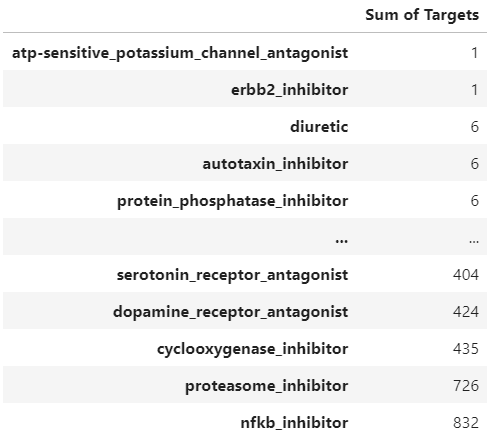 Sum of Targets
atp-sensitive_potassium_channel_antagonist 1
erbb2_inhibitor 1
diuretic 6
autotaxin_inhibitor 6
protein_phosphatase_inhibitor 6
... ...
serotonin_receptor_antagonist 404
dopamine_receptor_antagonist 424
cyclooxygenase_inhibitor 435
proteasome_inhibitor 726
nfkb_inhibitor 832